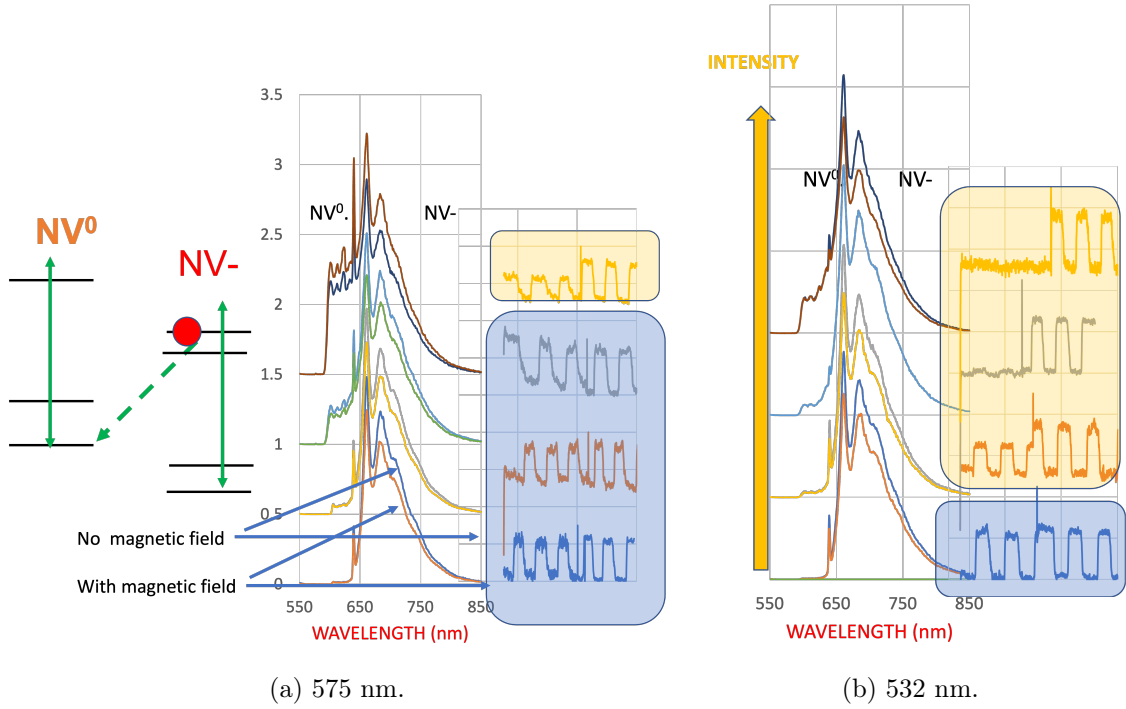 NV⁰
NV-
No magnetic field
With magnetic field
3.5
3
2.5
2
1.5
1
0.5
0
NV⁰.
NV-
550
650
750
850
WAVELENGTH (nm)
(a) 575 nm.
INTENSITY
NV⁰
NV-
550
650
750
850
WAVELENGTH (nm)
(b) 532 nm.